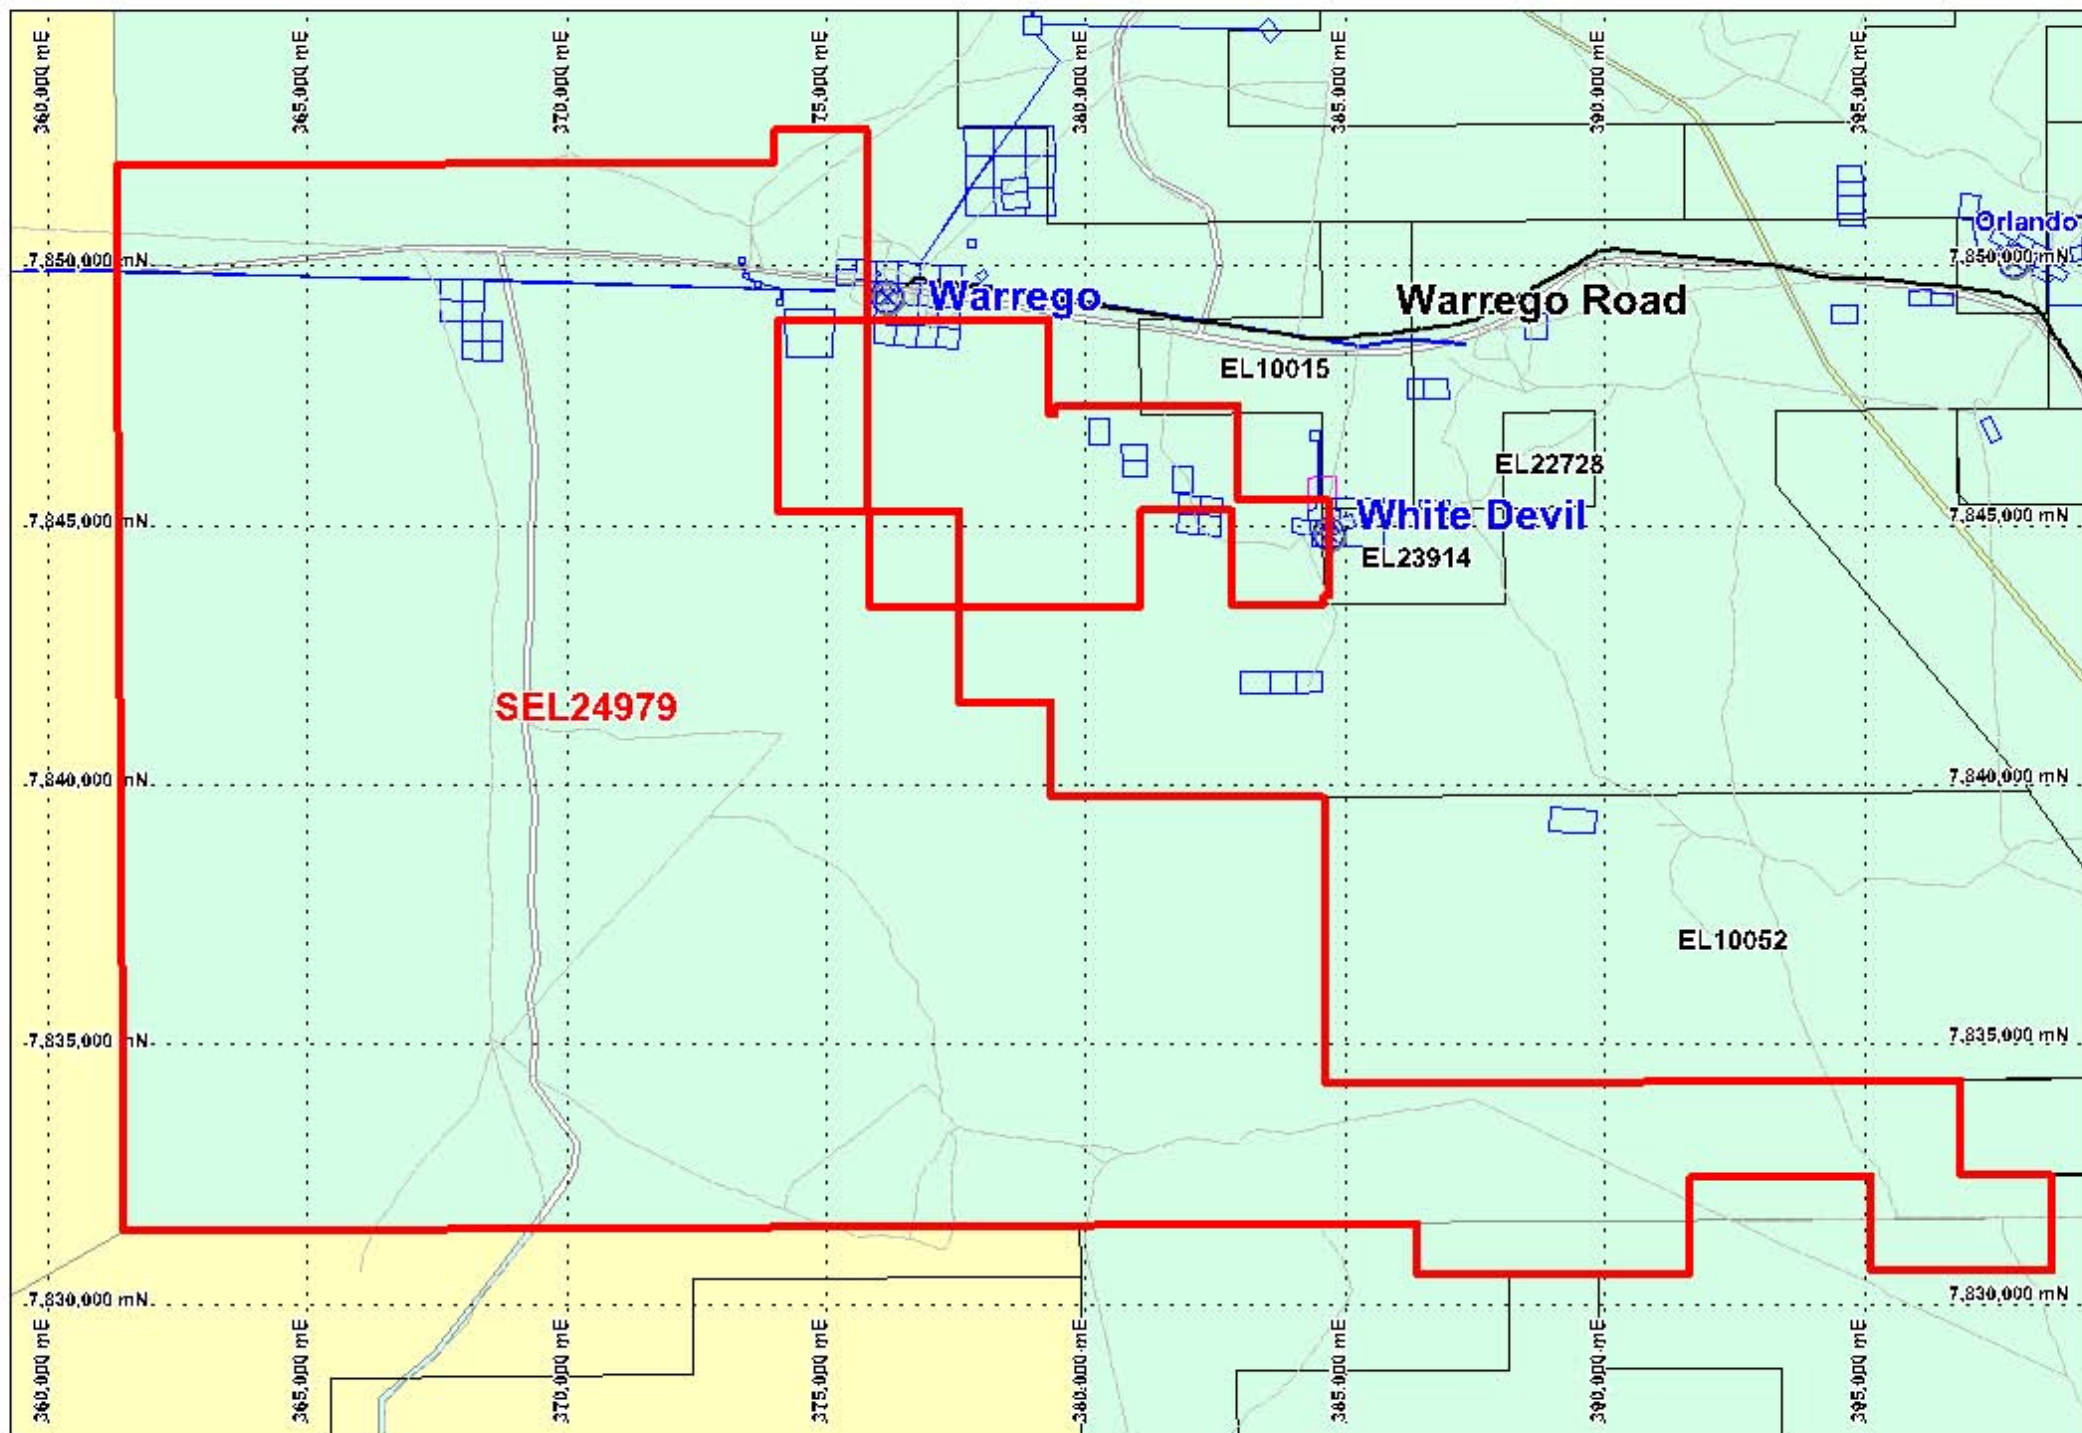 360,000 mE
365,000 mE
370,000 mE
375,000 mE
380,000 mE
385,000 mE
390,000 mE
395,000 mE
Orlando
7,850,000 mN
7,850,000 mN
Warrego
Warrego Road
EL10015
EL22728
7,845,000 mN
White Devil
7,845,000 mN
EL23914
SEL24979
7,840,000 mN
7,840,000 mN
EL10052
7,835,000 mN
7,835,000 mN
7,830,000 mN
7,830,000 mN
360,000 mE
365,000 mE
370,000 mE
375,000 mE
380,000 mE
385,000 mE
390,000 mE
395,000 mE